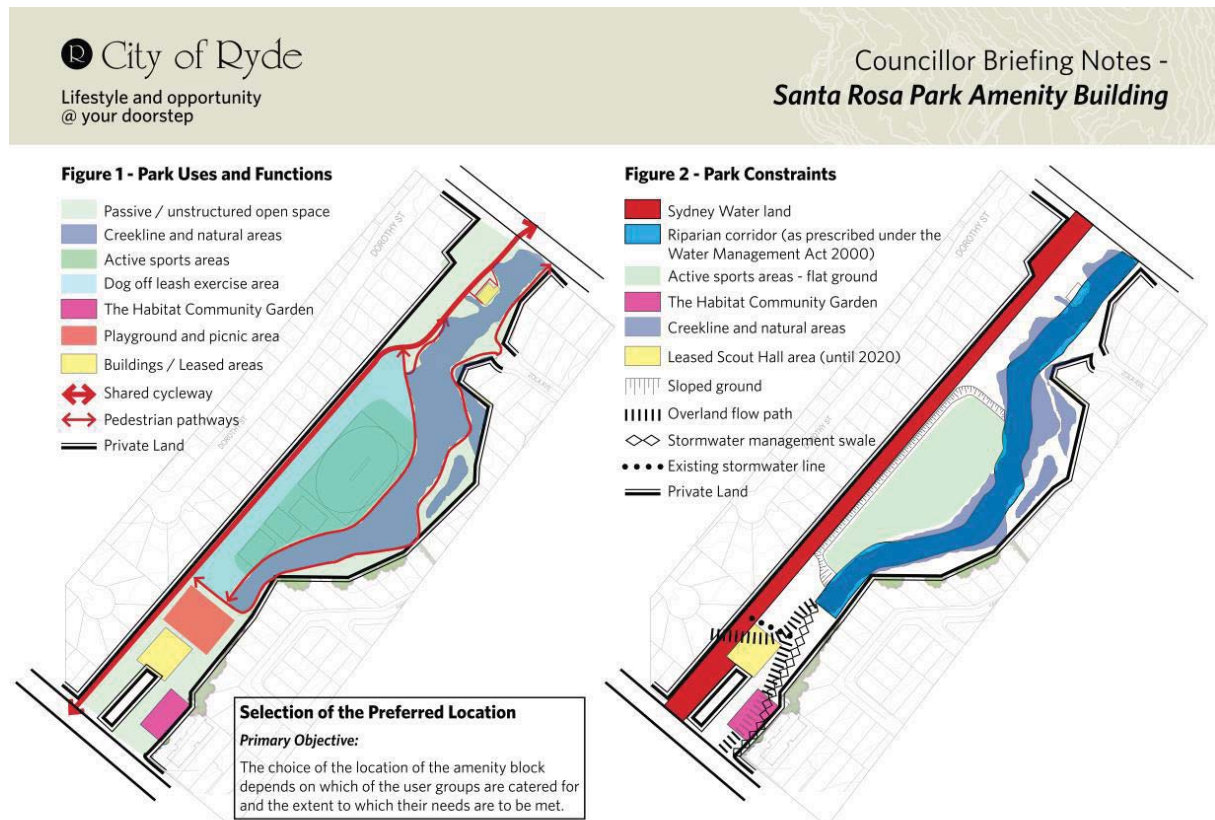 R City of Ryde
Lifestyle and opportunity
@ your doorstep
Councillor Briefing Notes -
Santa Rosa Park Amenity Building
Figure 1 - Park Uses and Functions
Passive / unstructured open space
Creekline and natural areas
Active sports areas
Dog off leash exercise area
The Habitat Community Garden
Playground and picnic area
Buildings / Leased areas
Shared cycleway
Pedestrian pathways
Private Land
DOROTHY ST
DOROTHY ST
Selection of the Preferred Location
Primary Objective:
The choice of the location of the amenity block
depends on which of the user groups are catered for
and the extent to which their needs are to be met.
Figure 2 - Park Constraints
Sydney Water land
Riparian corridor (as prescribed under the
Water Management Act 2000)
Active sports areas - flat ground
The Habitat Community Garden
Creekline and natural areas
Leased Scout Hall area (until 2020)
Sloped ground
Overland flow path
Stormwater management swale
Existing stormwater line
Private Land
DOROTHY ST
DOROTHY ST